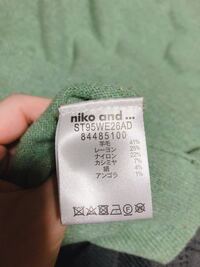 niko and ...
ST95WE26AD
84485100
羊毛 41%
レーヨン 25%
ナイロン 22%
カシミヤ 7%
絹 4%
アンゴラ 1%